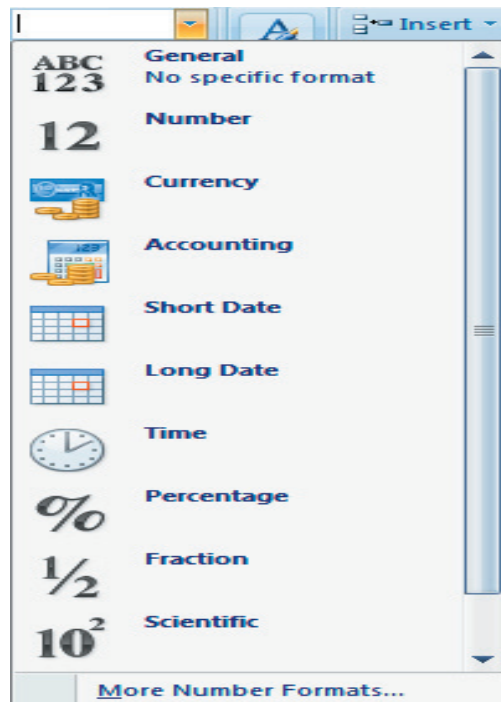 Insert
ABC
123
General
No specific format
12
Number
Currency
123
Accounting
Short Date
Long Date
Time
%
Percentage
1/2
Fraction
10²
Scientific
More Number Formats...